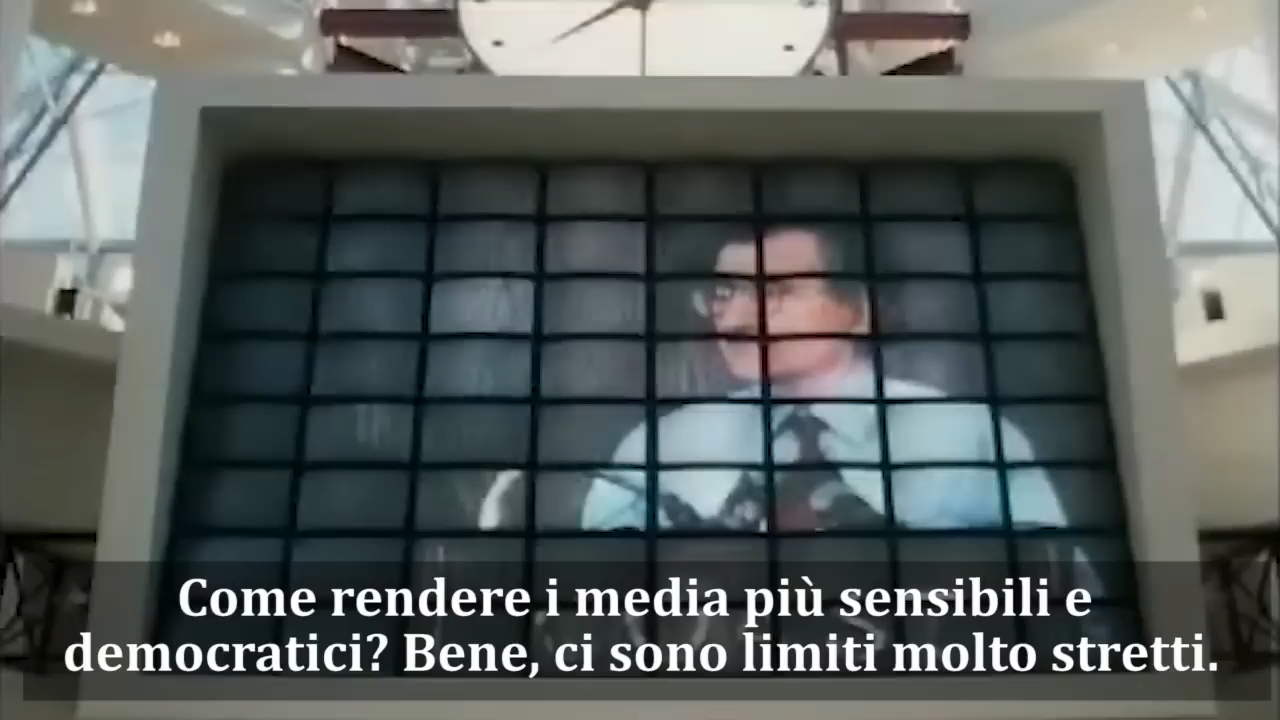 Come rendere i media più sensibili e
democratici? Bene, ci sono limiti molto stretti.